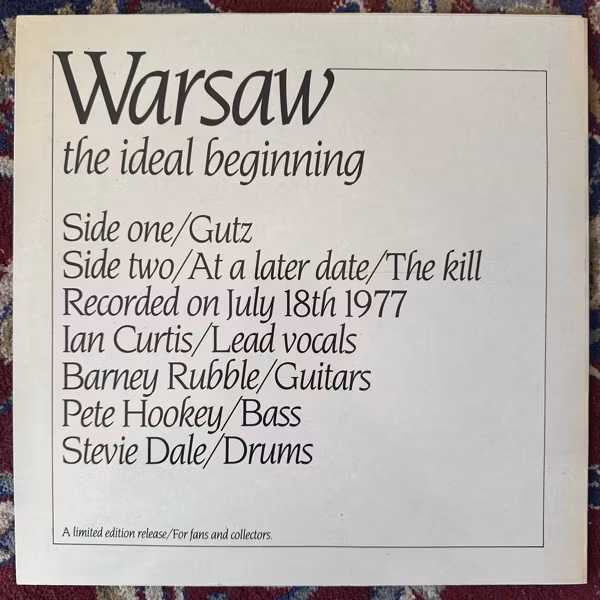 Warsaw
the ideal beginning
Side one/Gutz
Side two/At a later date/The kill
Recorded on July 18th 1977
Ian Curtis/Lead vocals
Barney Rubble/Guitars
Pete Hookey/Bass
Stevie Dale/Drums
A limited edition release/For fans and collectors.